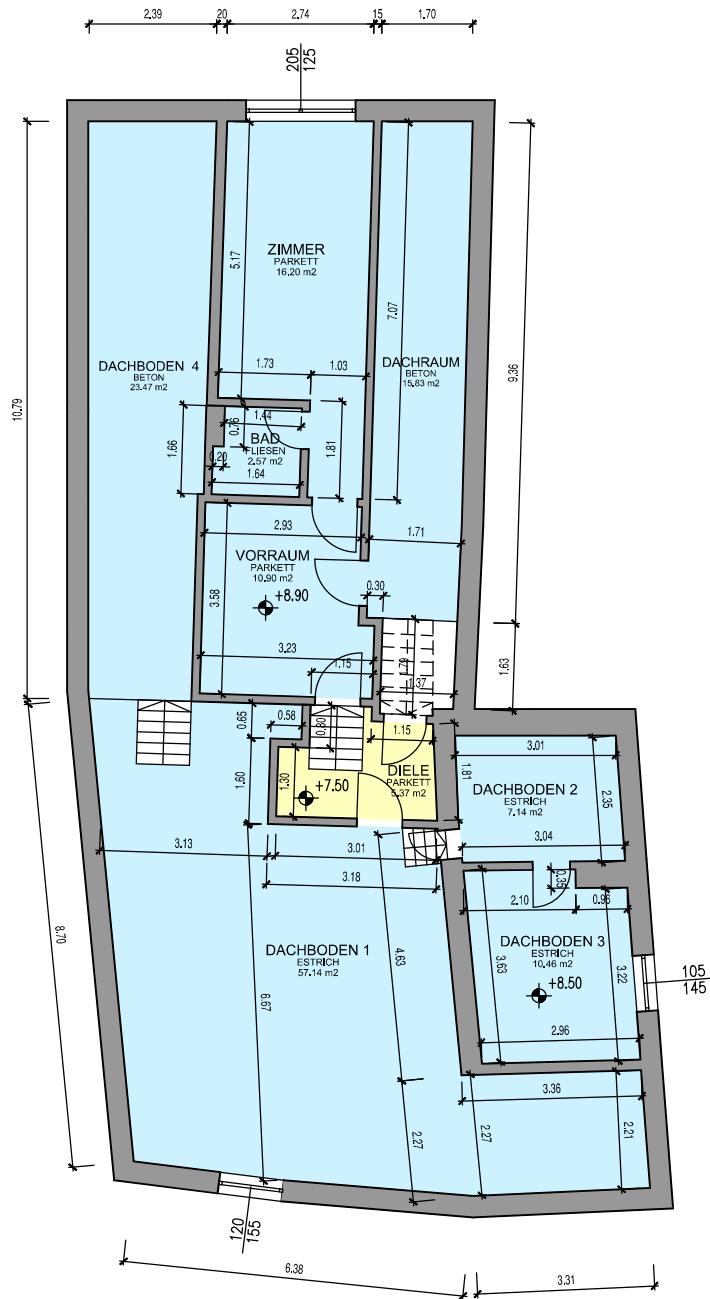 2.39 20 2.74 15 1.70
205
125
ZIMMER
PARKETT
16.20 m2
5.17
7.07
10.79
9.36
DACHBODEN 4
BETON
23.47 m2
1.73 1.03
DACHRAUM
BETON
15.83 m2
1.44
0.76
1.66
1.81
BAD
FLIESEN
2.57 m2
0.20
1.64
2.93
1.71
VORRAUM
PARKETT
10.90 m2
+8.90
3.58
0.30
3.23
1.15
1.79
1.37
1.63
0.65
0.58
0.80
1.15
1.60
1.30
+7.50
DIELE
PARKETT
5.37 m2
1.81
3.01
2.35
DACHBODEN 2
ESTRICH
7.14 m2
3.04
3.13
3.01
3.18
0.35
2.10 0.96
8.70
DACHBODEN 1
ESTRICH
57.14 m2
4.63
6.67
DACHBODEN 3
ESTRICH
10.46 m2
3.63
3.22
+8.50
105
145
2.96
3.36
2.27
2.27
2.21
120
155
6.38
3.31